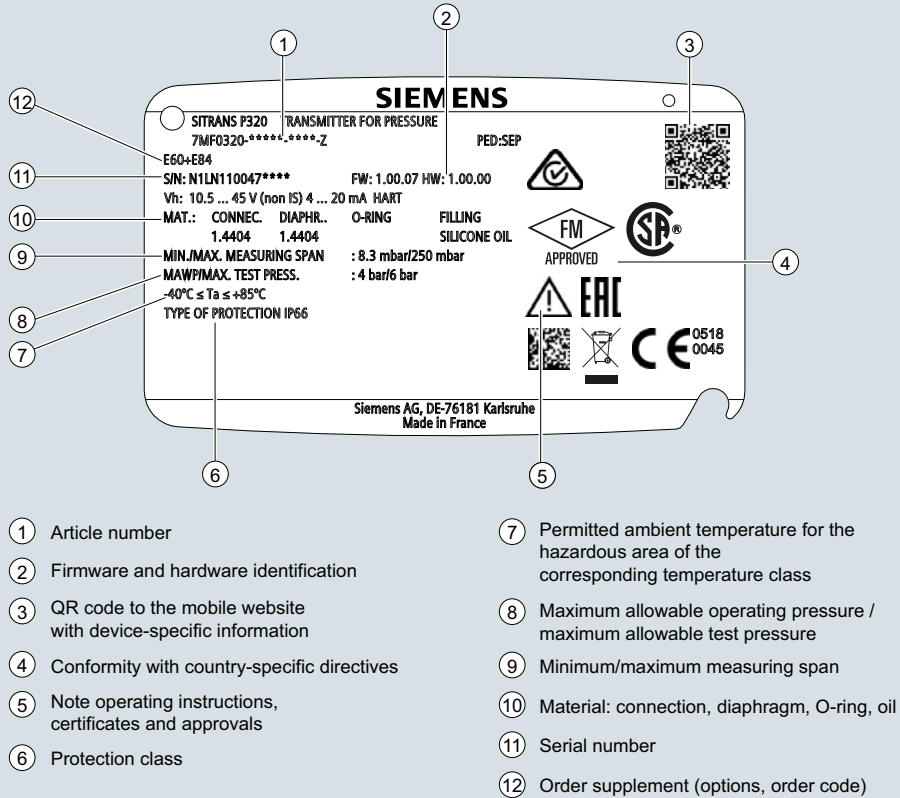 2
1
3
12
SIEMENS
SITRANS P320 TRANSMITTER FOR PRESSURE
7MF0320-*****-****-Z PED:SEP
E60+E84
11
S/N: N1LN110047**** FW: 1.00.07 HW: 1.00.00
Vh: 10.5 ... 45 V (non IS) 4 ... 20 mA HART
10
MAT.: CONNEC. DIAPHR.. O-RING FILLING
1.4404 1.4404 SILICONE OIL
FM
APPROVED
SP®
9
MIN./MAX. MEASURING SPAN : 8.3 mbar/250 mbar
4
MAWP/MAX. TEST PRESS. : 4 bar/6 bar
8
-40°C ≤ Ta ≤ +85°C
EAC
7
TYPE OF PROTECTION IP66
CE 0518
0045
Siemens AG, DE-76181 Karlsruhe
Made in France
6
5
1 Article number
2 Firmware and hardware identification
3 QR code to the mobile website
with device-specific information
4 Conformity with country-specific directives
5 Note operating instructions,
certificates and approvals
6 Protection class
7 Permitted ambient temperature for the
hazardous area of the
corresponding temperature class
8 Maximum allowable operating pressure /
maximum allowable test pressure
9 Minimum/maximum measuring span
10 Material: connection, diaphragm, O-ring, oil
11 Serial number
12 Order supplement (options, order code)